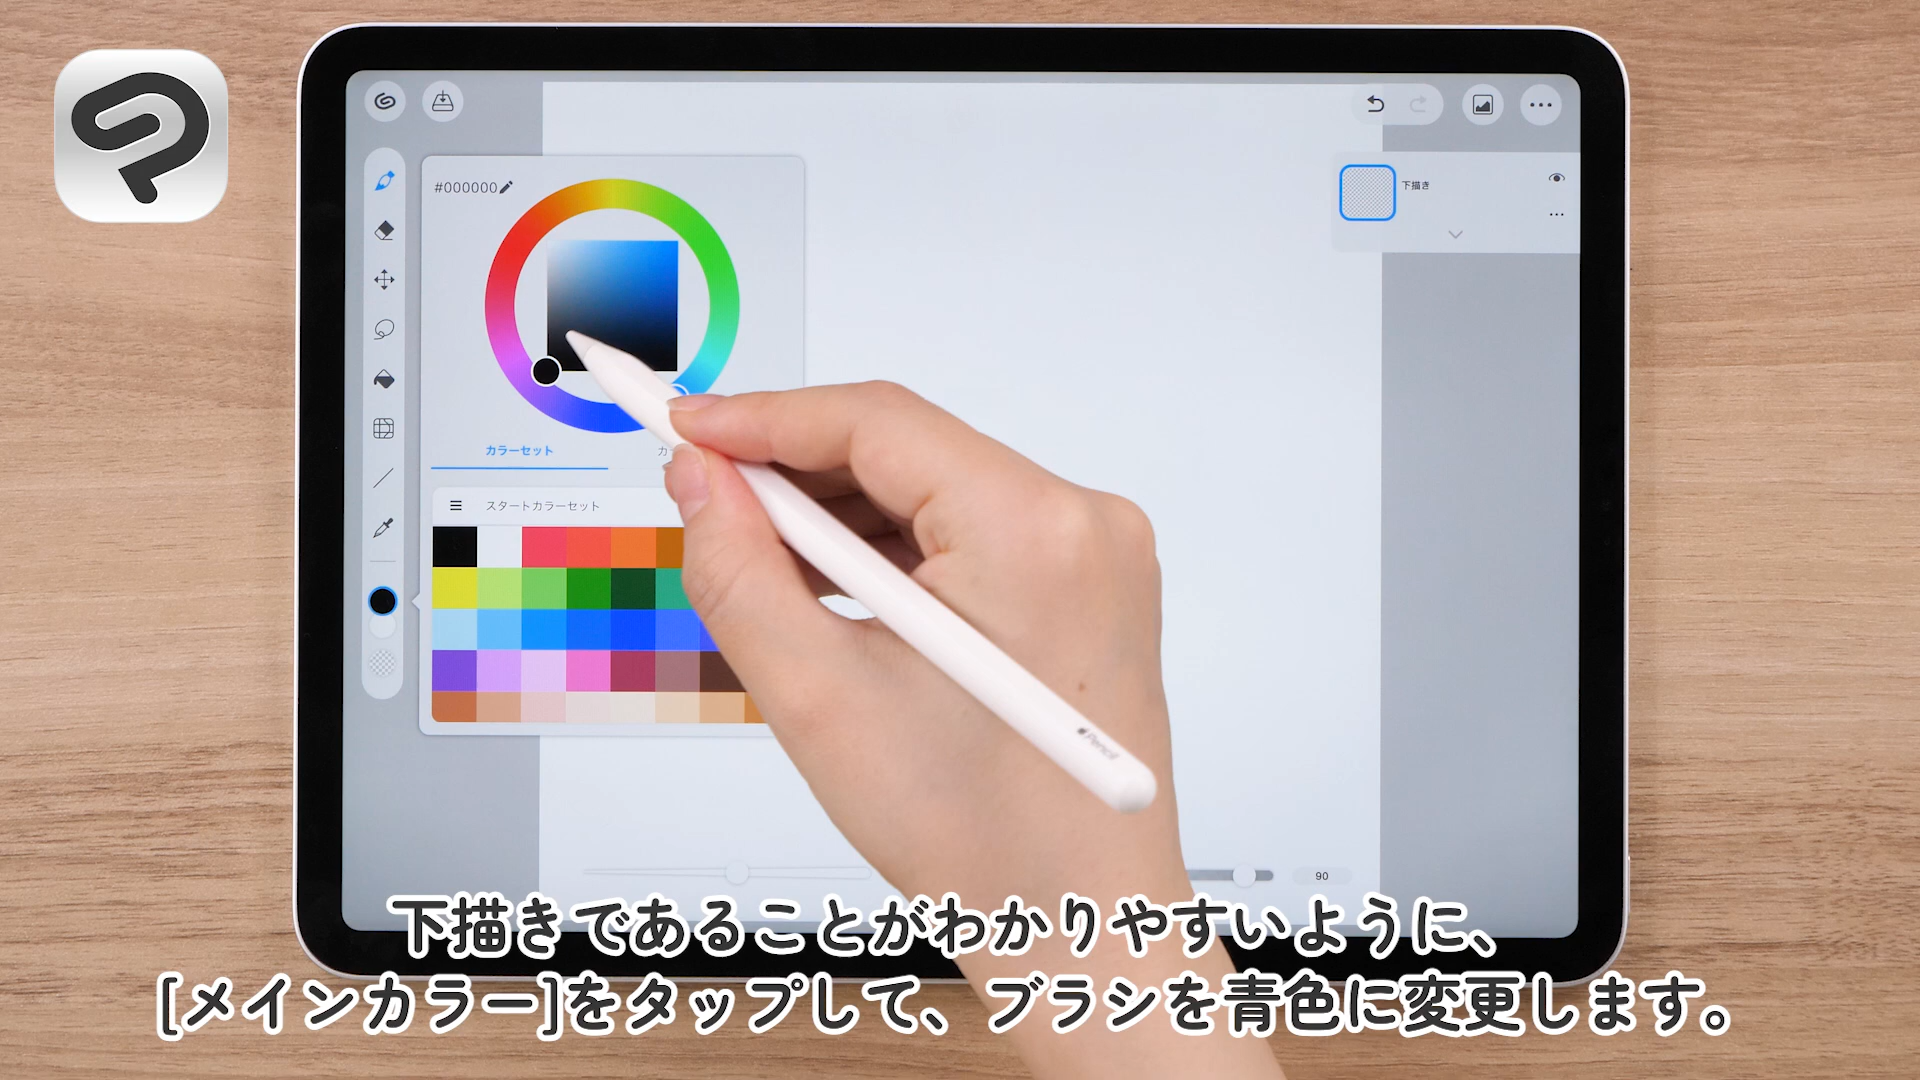 #000000
下描き
カラーセット
カ
スタートカラーセット
Pencil
90
下描きであることがわかりやすいように、
[メインカラー]をタップして、ブラシを青色に変更します。